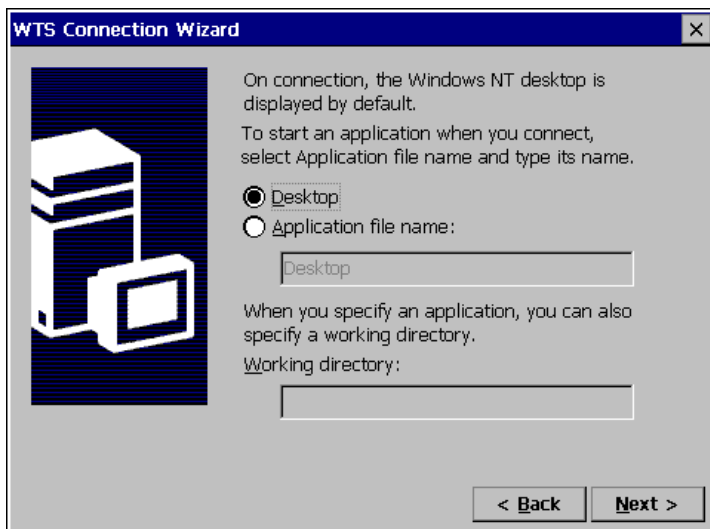 WTS Connection Wizard
On connection, the Windows NT desktop is
displayed by default.
To start an application when you connect,
select Application file name and type its name.
Desktop
Application file name:
Desktop
When you specify an application, you can also
specify a working directory.
Working directory:
< Back Next >